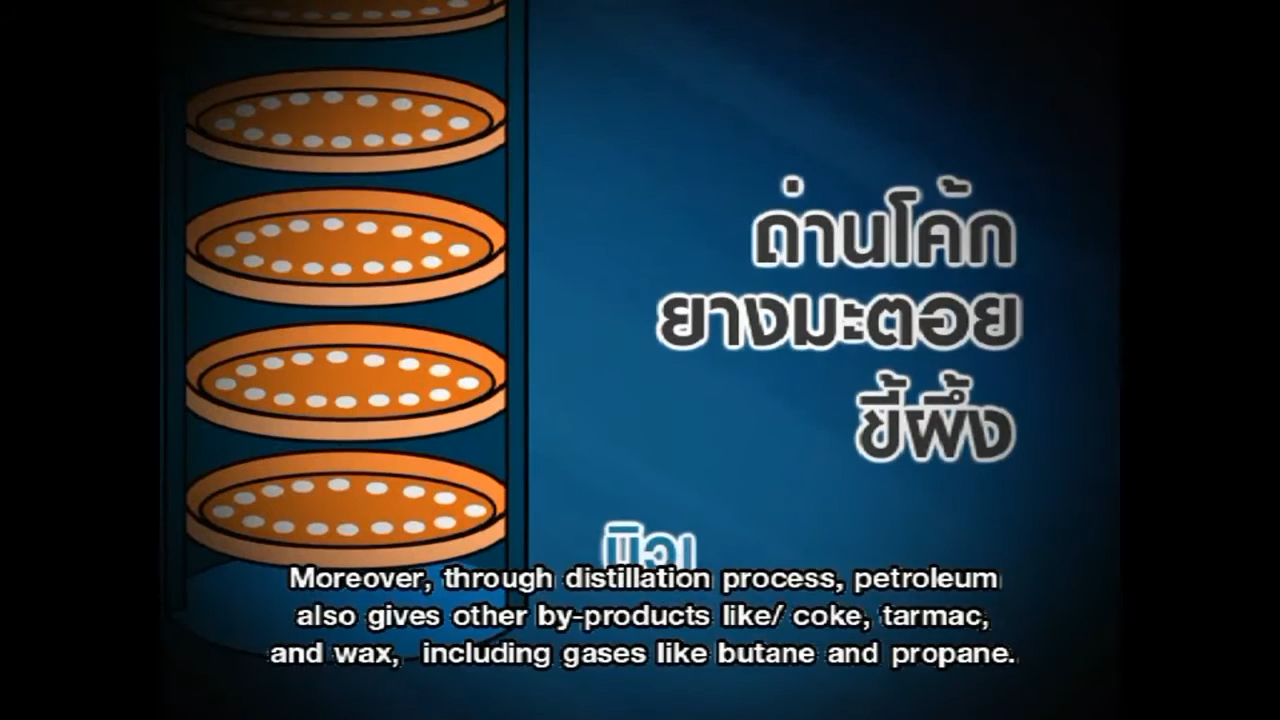 ถ่านโค้ก
ยางมะตอย
ขี้ผึ้ง
Moreover, through distillation process, petroleum
also gives other by-products like/ coke, tarmac,
and wax, including gases like butane and propane.